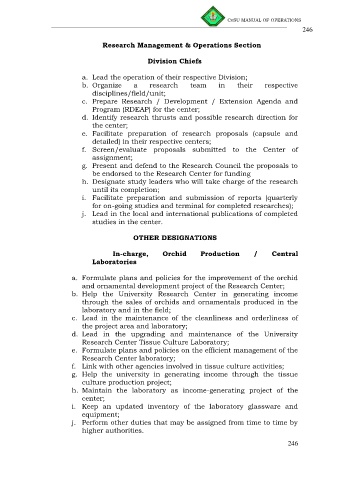 CvSU MANUAL OF OPERATIONS
246
Research Management & Operations Section
Division Chiefs
a. Lead the operation of their respective Division;
b. Organize a research team in their respective
disciplines/field/unit;
c. Prepare Research / Development / Extension Agenda and
Program (RDEAP) for the center;
d. Identify research thrusts and possible research direction for
the center;
e. Facilitate preparation of research proposals (capsule and
detailed) in their respective centers;
f. Screen/evaluate proposals submitted to the Center of
assignment;
g. Present and defend to the Research Council the proposals to
be endorsed to the Research Center for funding
h. Designate study leaders who will take charge of the research
until its completion;
i. Facilitate preparation and submission of reports (quarterly
for on-going studies and terminal for completed researches);
j. Lead in the local and international publications of completed
studies in the center.
OTHER DESIGNATIONS
In-charge, Orchid Production / Central
Laboratories
a. Formulate plans and policies for the improvement of the orchid
and ornamental development project of the Research Center;
b. Help the University Research Center in generating income
through the sales of orchids and ornamentals produced in the
laboratory and in the field;
c. Lead in the maintenance of the cleanliness and orderliness of
the project area and laboratory;
d. Lead in the upgrading and maintenance of the University
Research Center Tissue Culture Laboratory;
e. Formulate plans and policies on the efficient management of the
Research Center laboratory;
f. Link with other agencies involved in tissue culture activities;
g. Help the university in generating income through the tissue
culture production project;
h. Maintain the laboratory as income-generating project of the
center;
i. Keep an updated inventory of the laboratory glassware and
equipment;
j. Perform other duties that may be assigned from time to time by
higher authorities.
246